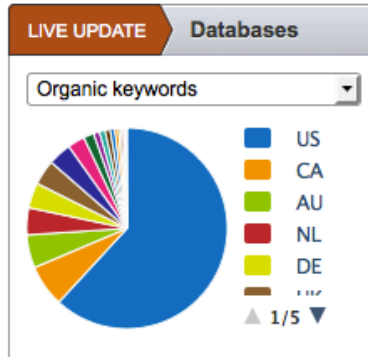 LIVE UPDATE Databases
Organic keywords
US
CA
AU
NL
DE
1/5